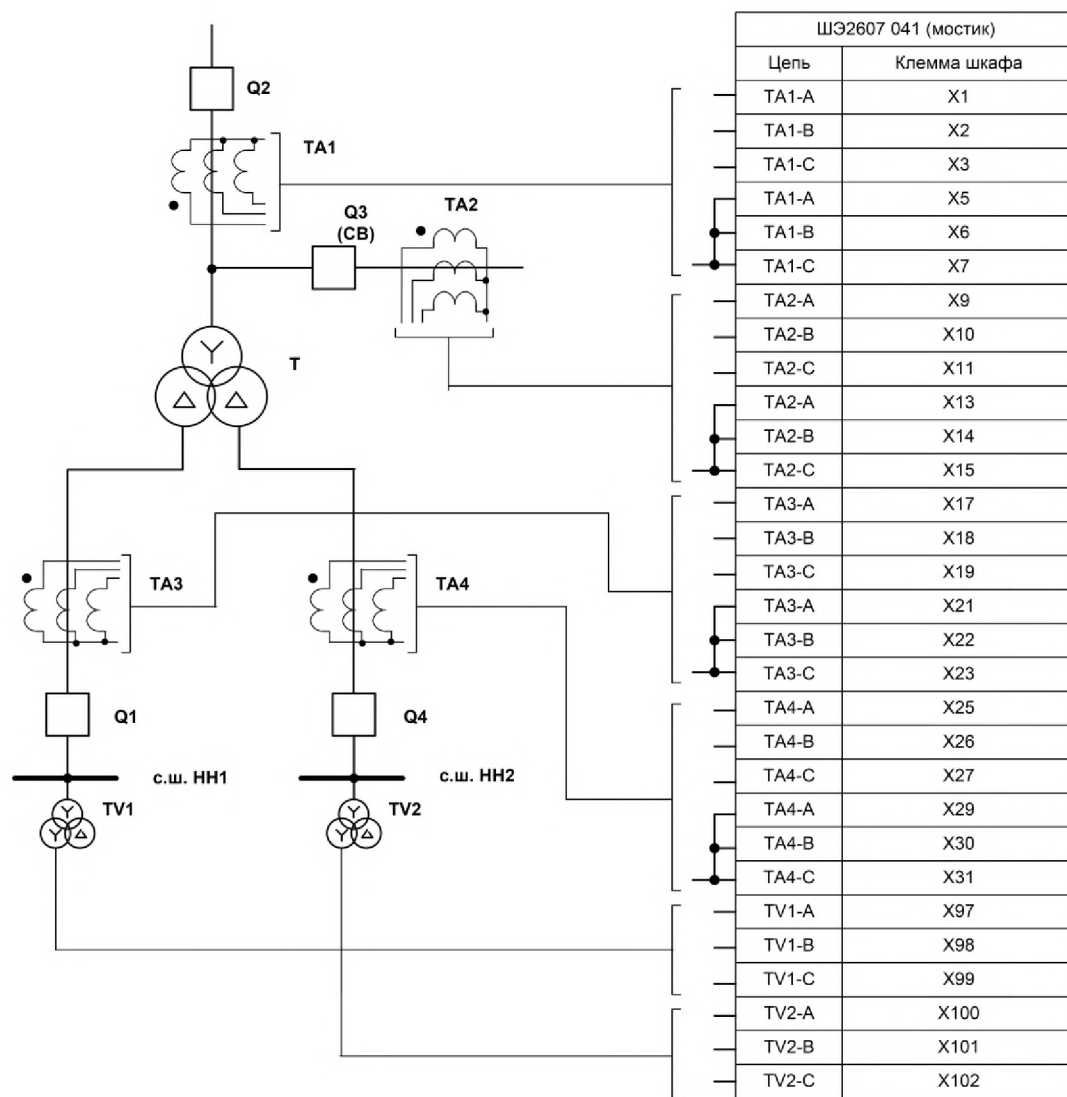 ШЭ2607 041 (мостик)
Цепь Клемма шкафа
TA1-A X1
TA1-B X2
TA1-C X3
TA1-A X5
TA1-B X6
TA1-C X7
TA2-A X9
TA2-B X10
TA2-C X11
TA2-A X13
TA2-B X14
TA2-C X15
TA3-A X17
TA3-B X18
TA3-C X19
TA3-A X21
TA3-B X22
TA3-C X23
TA4-A X25
TA4-B X26
TA4-C X27
TA4-A X29
TA4-B X30
TA4-C X31
TV1-A X97
TV1-B X98
TV1-C X99
TV2-A X100
TV2-B X101
TV2-C X102
Q2
TA1
Q3
(СВ)
TA2
T
TA3
TA4
Q1
Q4
с.ш. НН1
с.ш. НН2
TV1
TV2